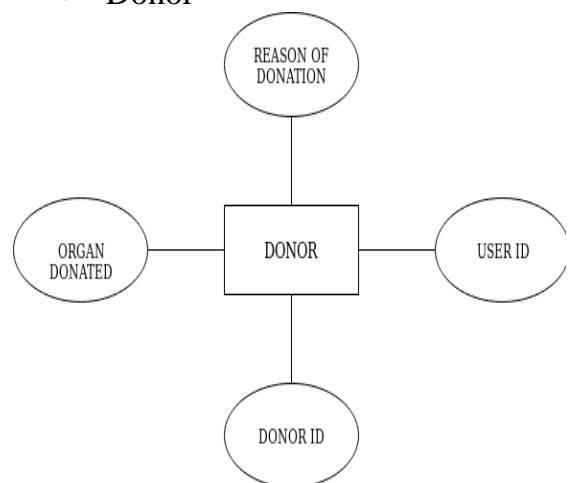 Donor
REASON OF
DONATION
ORGAN
DONATED
DONOR
USER ID
DONOR ID